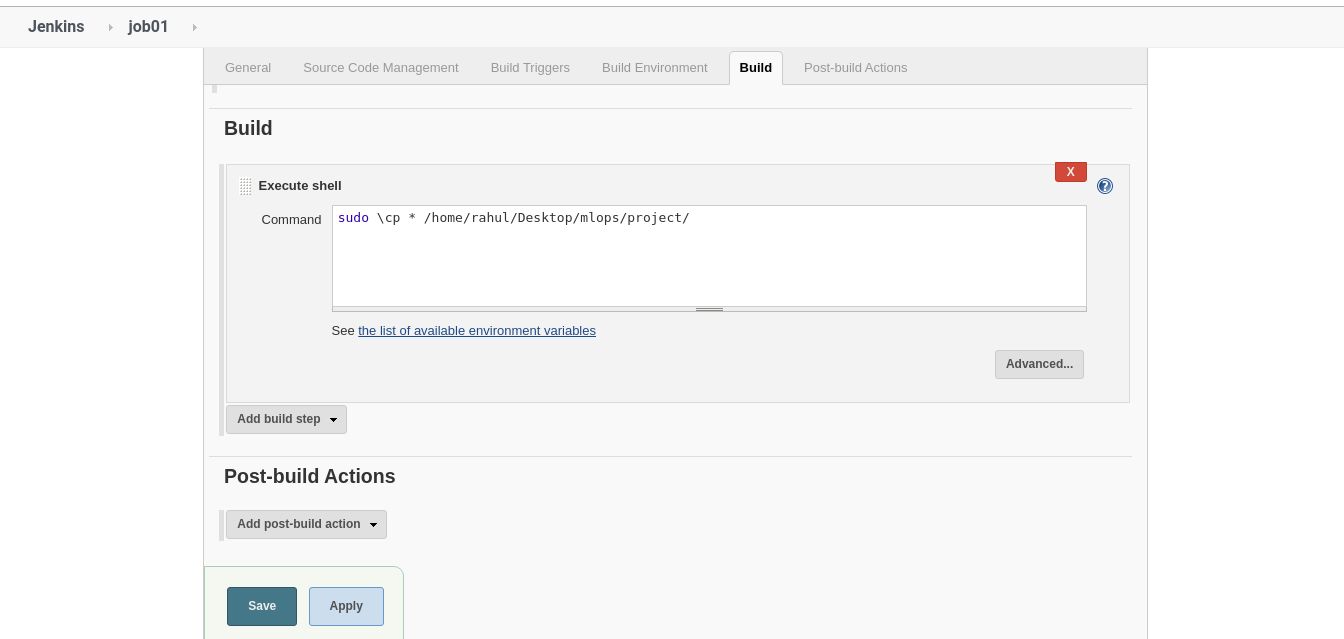 Jenkins job01
General Source Code Management Build Triggers Build Environment Build Post-build Actions
Build
X
Execute shell ?
Command sudo \cp * /home/rahul/Desktop/mlops/project/
See the list of available environment variables
Advanced...
Add build step
Post-build Actions
Add post-build action
Save Apply